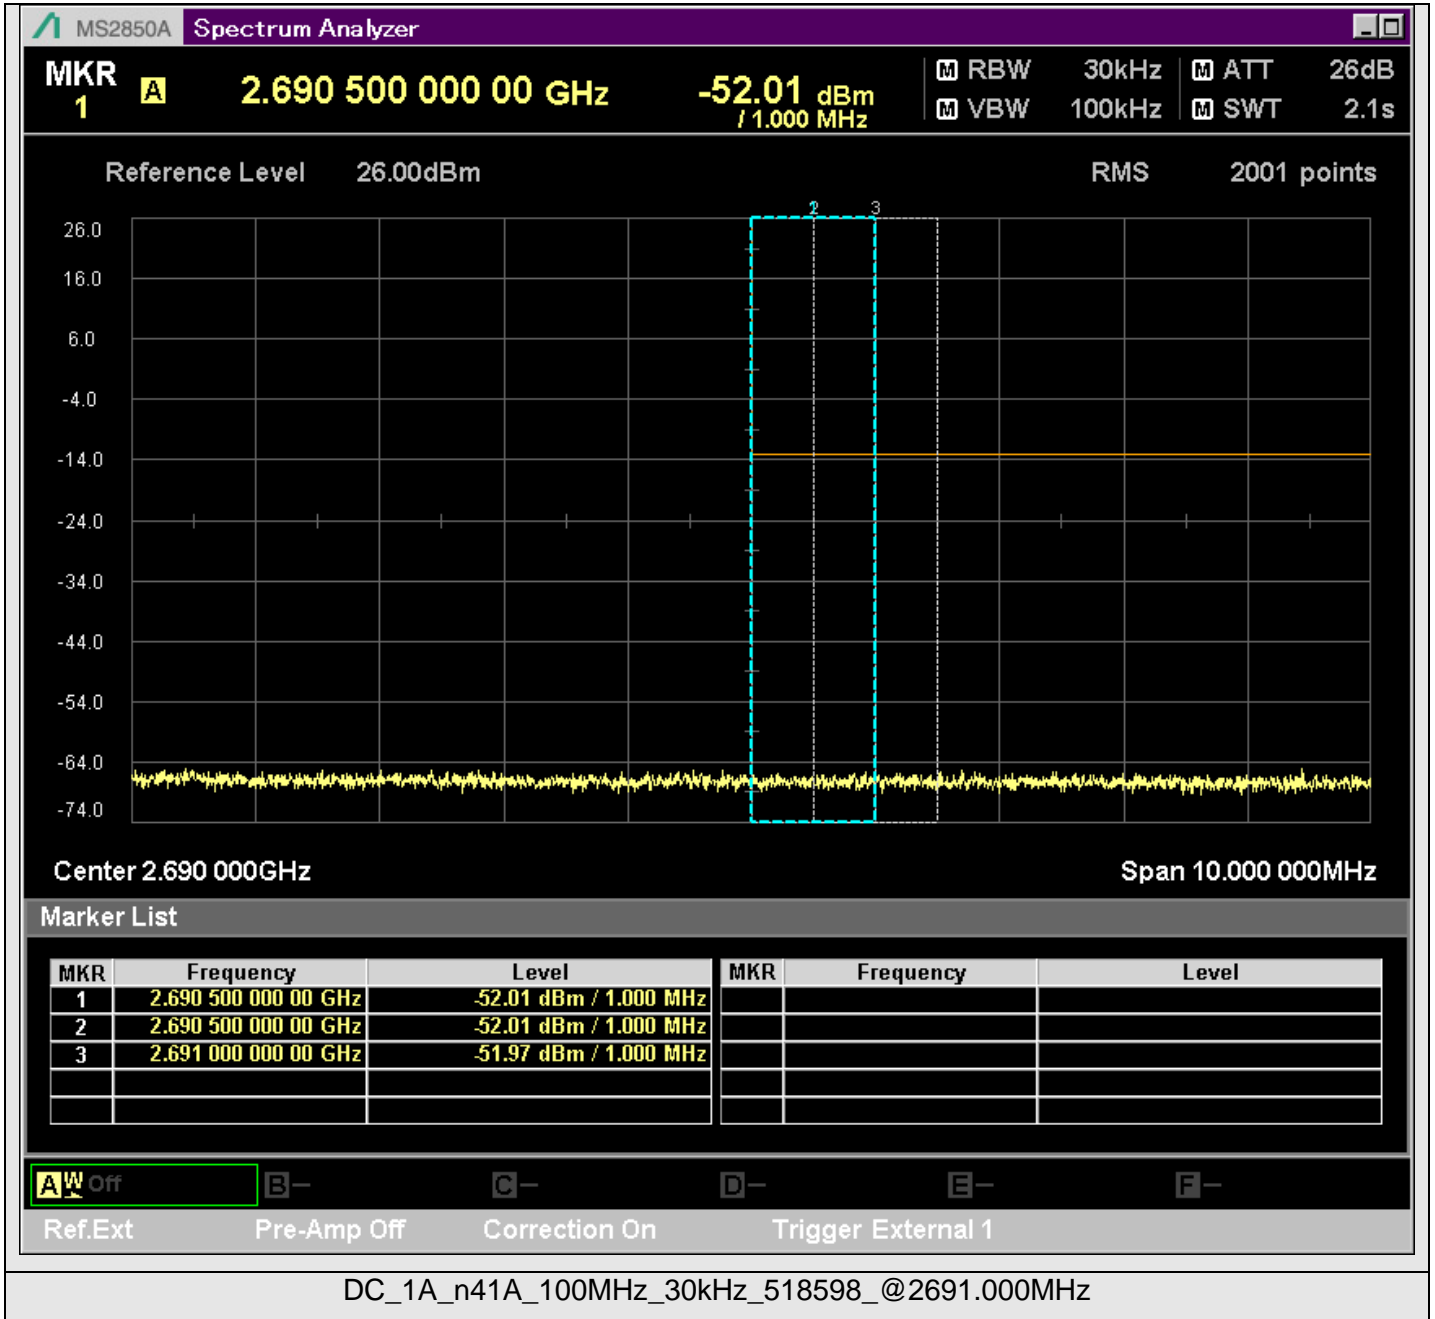 MS2850A Spectrum Analyzer
MKR 1 A 2.690 500 000 00 GHz -52.01 dBm / 1.000 MHz
M RBW 30kHz M ATT 26dB
M VBW 100kHz M SWT 2.1s
Reference Level 26.00dBm RMS 2001 points
2 3
26.0
16.0
6.0
-4.0
-14.0
-24.0
-34.0
-44.0
-54.0
-64.0
-74.0
Center 2.690 000GHz Span 10.000 000MHz
Marker List
MKR Frequency Level MKR Frequency Level
1 2.690 500 000 00 GHz -52.01 dBm / 1.000 MHz
2 2.690 500 000 00 GHz -52.01 dBm / 1.000 MHz
3 2.691 000 000 00 GHz -51.97 dBm / 1.000 MHz
A W Off B - C - D - E - F -
Ref.Ext Pre-Amp Off Correction On Trigger External 1
DC_1A_n41A_100MHz_30kHz_518598_@2691.000MHz